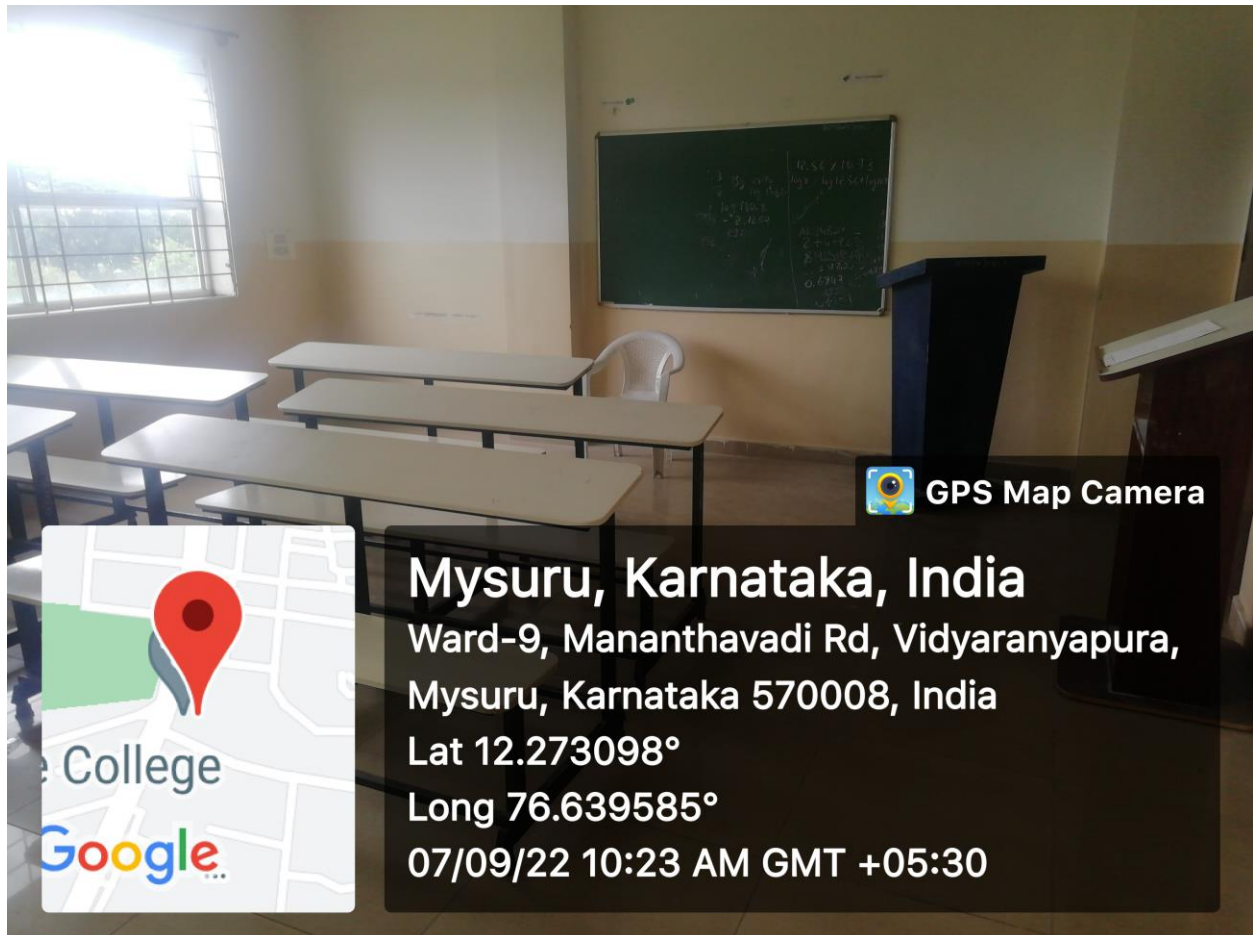 GPS Map Camera
Mysuru, Karnataka, India
Ward-9, Mananthavadi Rd, Vidyaranyapura,
Mysuru, Karnataka 570008, India
Lat 12.273098°
Long 76.639585°
07/09/22 10:23 AM GMT +05:30
College
Google